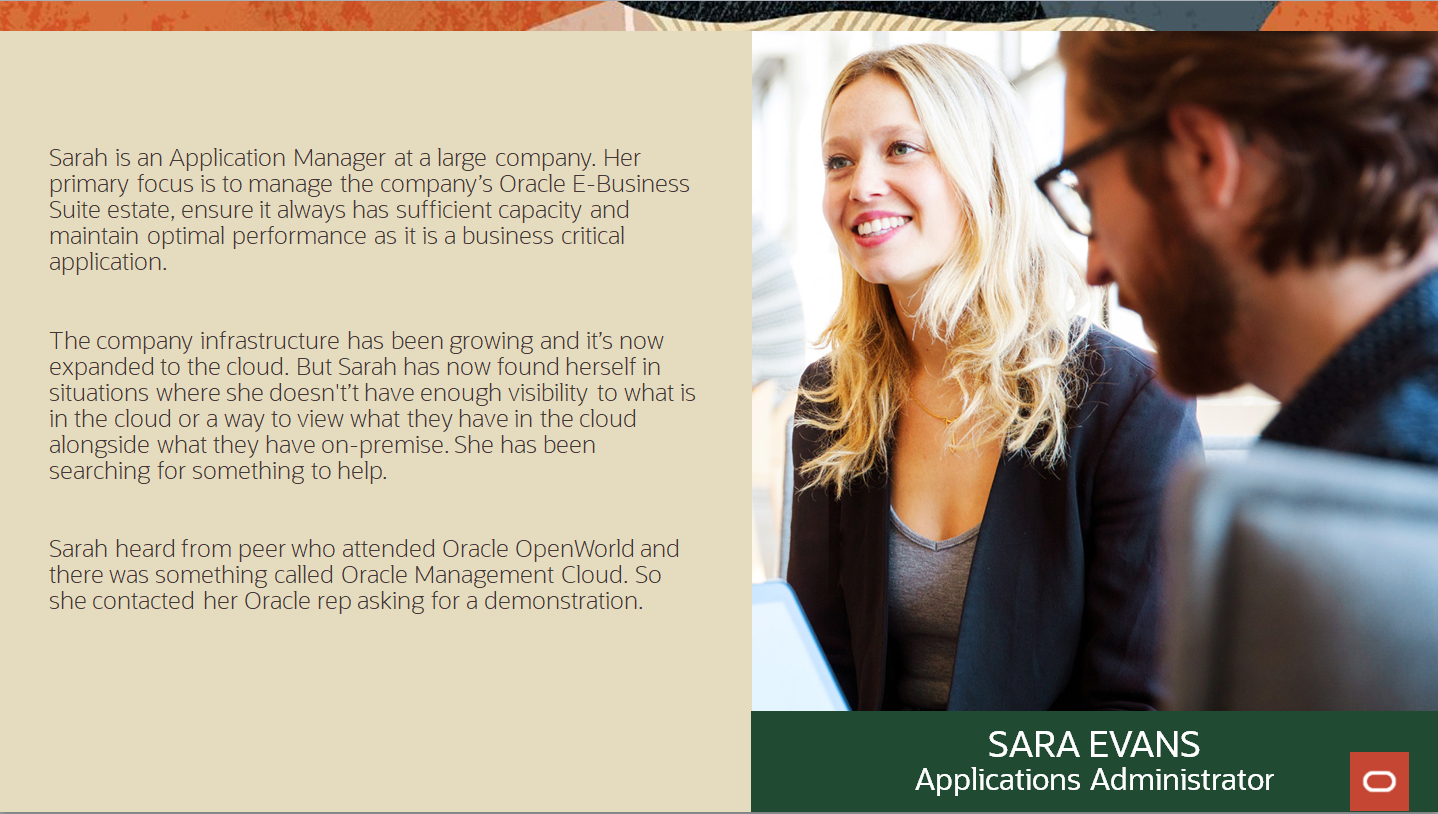 Sarah is an Application Manager at a large company. Her
primary focus is to manage the company’s Oracle E-Business
Suite estate, ensure it always has sufficient capacity and
maintain optimal performance as it is a business critical
application.
The company infrastructure has been growing and it’s now
expanded to the cloud. But Sarah has now found herself in
situations where she doesn't’t have enough visibility to what is
in the cloud or a way to view what they have in the cloud
alongside what they have on-premise. She has been
searching for something to help.
Sarah heard from peer who attended Oracle OpenWorld and
there was something called Oracle Management Cloud. So
she contacted her Oracle rep asking for a demonstration.
SARA EVANS
Applications Administrator